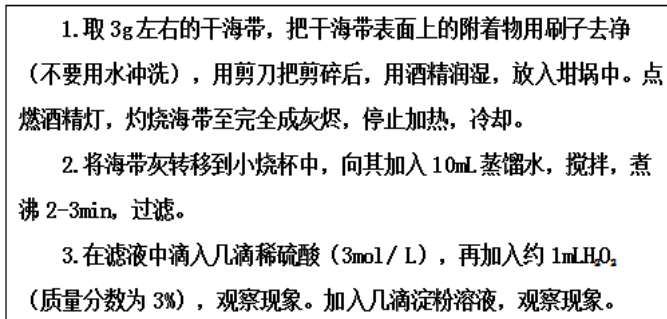 1.取3g左右的干海带，把干海带表面上的附着物用刷子去净
（不要用水冲洗），用剪刀把剪碎后，用酒精润湿，放入坩埚中。点
燃酒精灯，灼烧海带至完全成灰烬，停止加热，冷却。
2.将海带灰转移到小烧杯中，向其加入10mL蒸馏水，搅拌，煮
沸2-3min，过滤。
3.在滤液中滴入几滴稀硫酸（3mol/L），再加入约1mLH₂O₂
（质量分数为3%），观察现象。加入几滴淀粉溶液，观察现象。